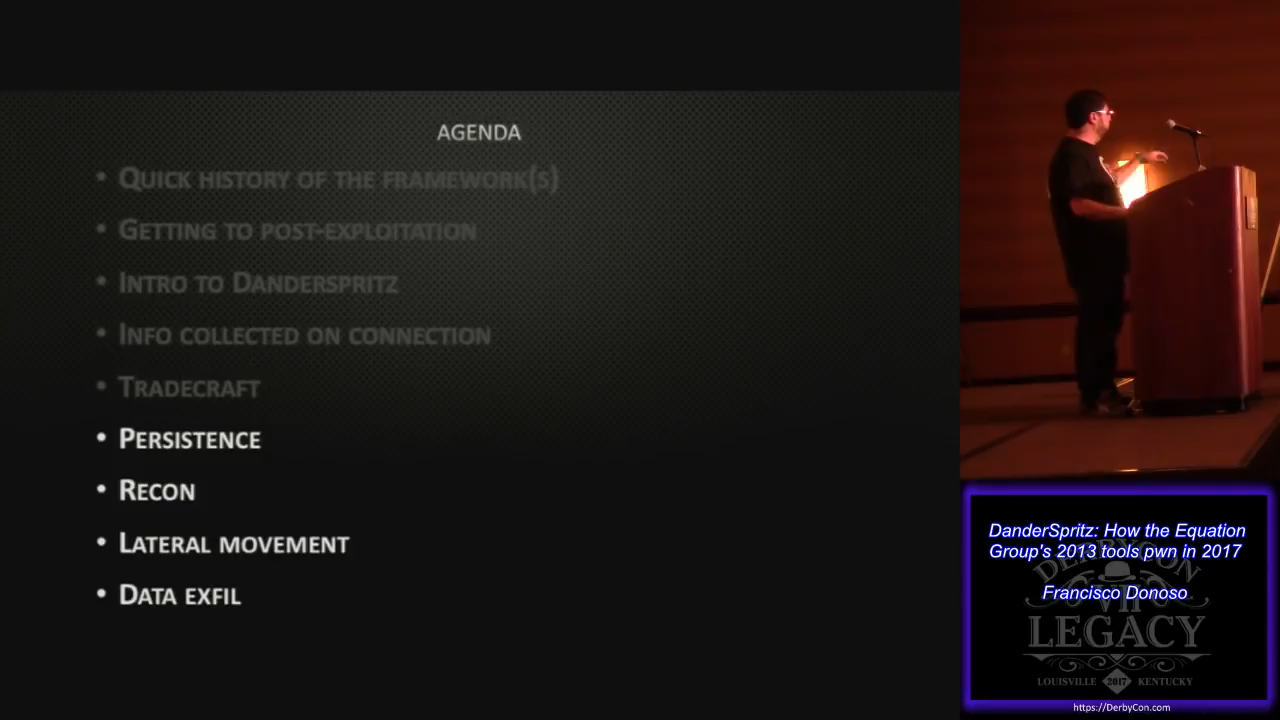 AGENDA
• QUICK HISTORY OF THE FRAMEWORK(S)
• GETTING TO POST-EXPLOITATION
• INTRO TO DANDERSPRITZ
• INFO COLLECTED ON CONNECTION
• TRADECRAFT
• PERSISTENCE
• RECON
• LATERAL MOVEMENT
• DATA EXFIL
DanderSpritz: How the Equation
Group's 2013 tools pwn in 2017
Francisco Donoso
DERBYCON
VII
LEGACY
LOUISVILLE 2017 KENTUCKY
https://DerbyCon.com